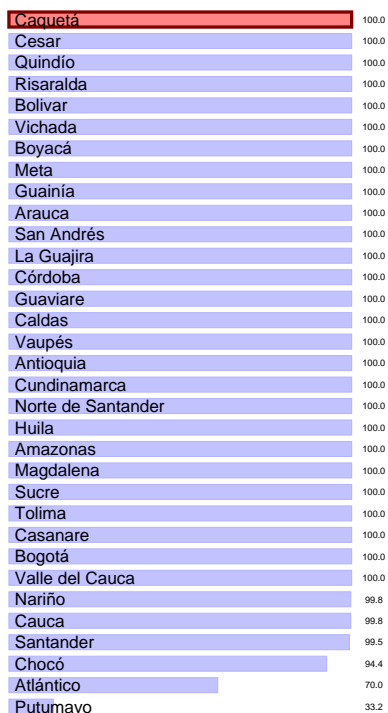 Caquetá 100.0
Cesar 100.0
Quindío 100.0
Risaralda 100.0
Bolivar 100.0
Vichada 100.0
Boyacá 100.0
Meta 100.0
Guainía 100.0
Arauca 100.0
San Andrés 100.0
La Guajira 100.0
Córdoba 100.0
Guaviare 100.0
Caldas 100.0
Vaupés 100.0
Antioquia 100.0
Cundinamarca 100.0
Norte de Santander 100.0
Huila 100.0
Amazonas 100.0
Magdalena 100.0
Sucre 100.0
Tolima 100.0
Casanare 100.0
Bogotá 100.0
Valle del Cauca 100.0
Nariño 99.8
Cauca 99.8
Santander 99.5
Chocó 94.4
Atlántico 70.0
Putumayo 33.2